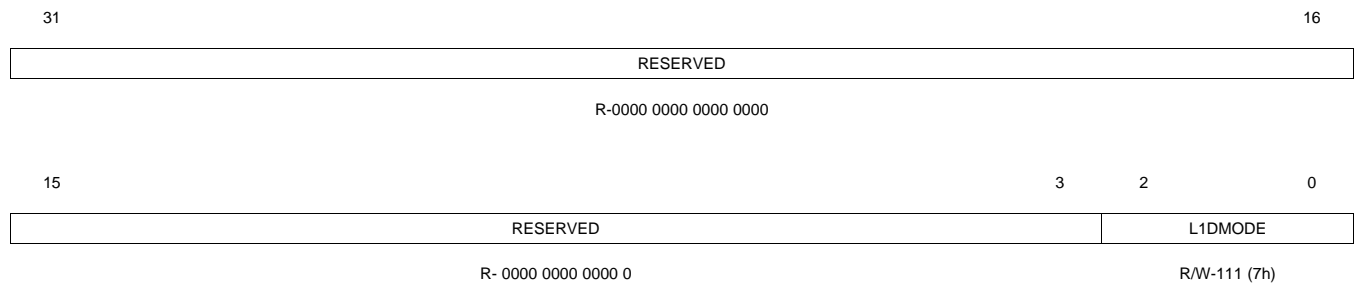 31 16
RESERVED
R-0000 0000 0000 0000
15 3 2 0
RESERVED L1DMODE
R- 0000 0000 0000 0 R/W-111 (7h)